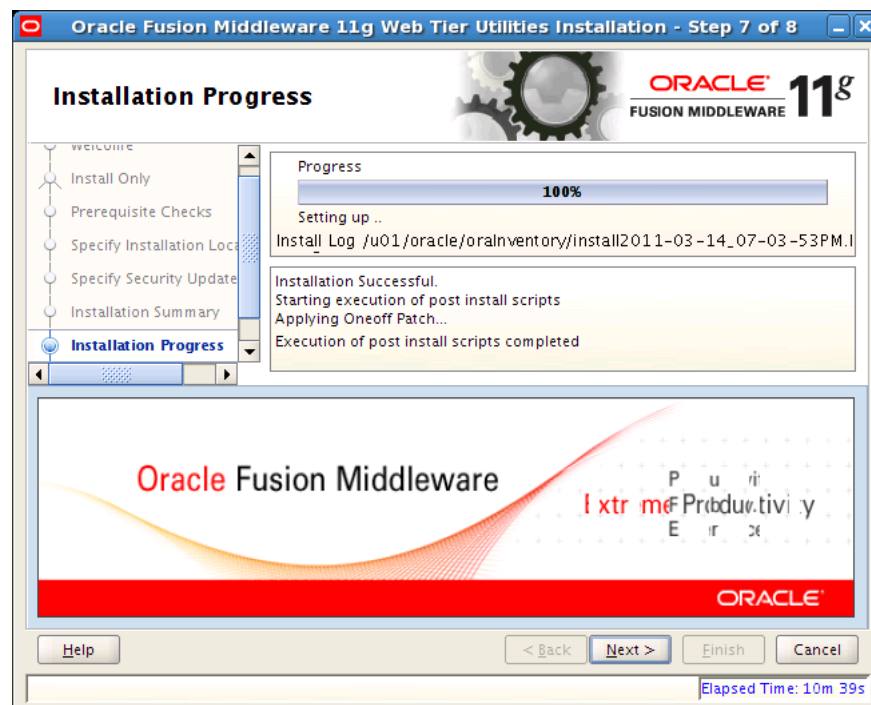 Oracle Fusion Middleware 11g Web Tier Utilities Installation - Step 7 of 8
Installation Progress
ORACLE
FUSION MIDDLEWARE 11g
Welcome
Install Only
Prerequisite Checks
Specify Installation Loca
Specify Security Update
Installation Summary
Installation Progress
Progress
100%
Setting up ..
Install Log /u01/oracle/oraInventory/install2011-03-14_07-03-53PM.l
Installation Successful.
Starting execution of post install scripts
Applying Oneoff Patch...
Execution of post install scripts completed
Oracle Fusion Middleware
ORACLE
Help
< Back
Next >
Finish
Cancel
Elapsed Time: 10m 39s